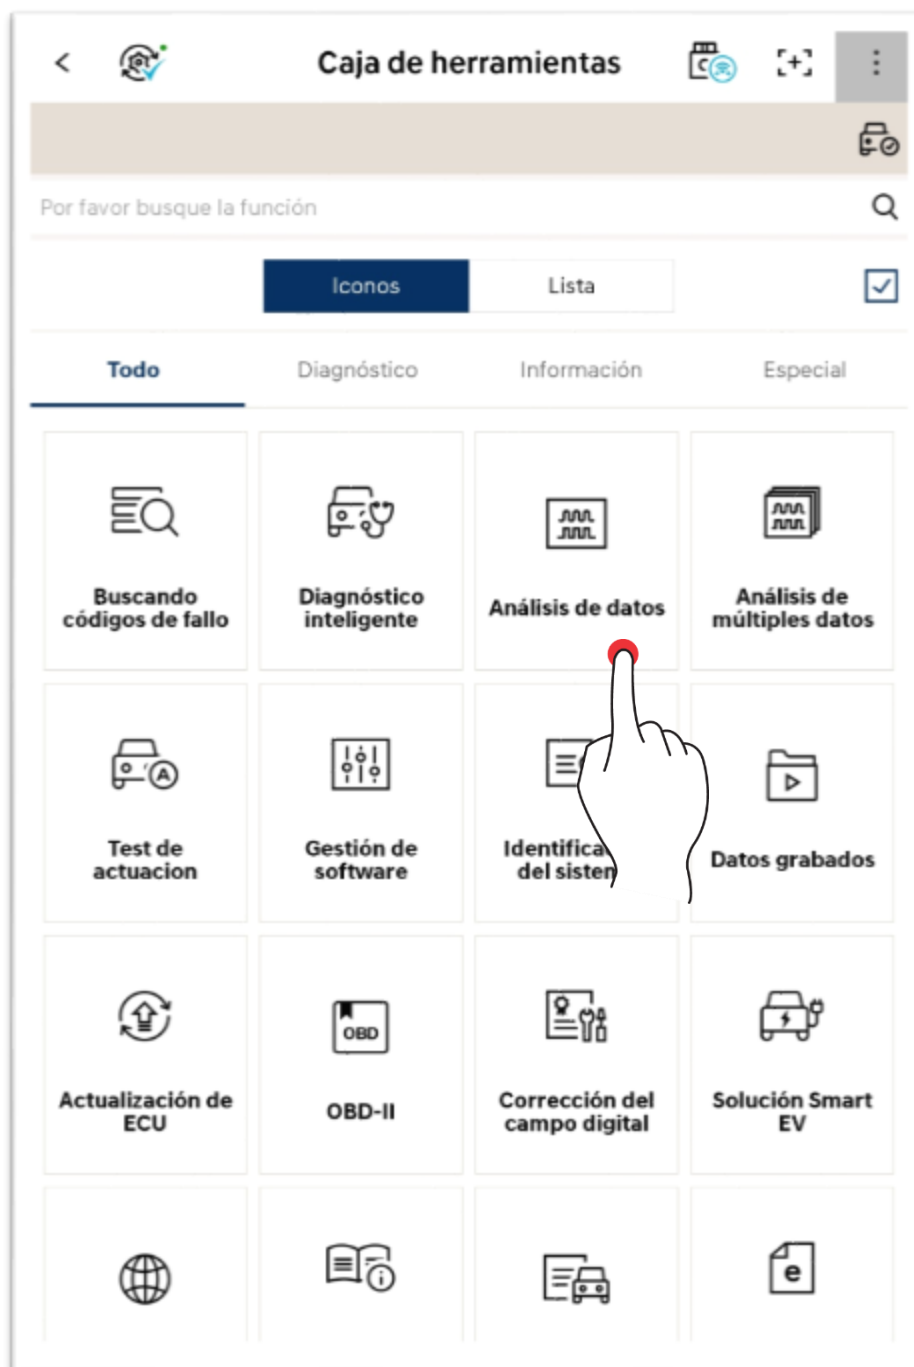 Caja de herramientas
Por favor busque la función
Iconos
Lista
Todo
Diagnóstico
Información
Especial
Buscando
códigos de fallo
Diagnóstico
inteligente
Análisis de datos
Análisis de
múltiples datos
Test de
actuacion
Gestión de
software
del
Datos grabados
Actualización de
ECU
OBD
OBD-II
Corrección del
campo digital
Solución Smart
EV
e